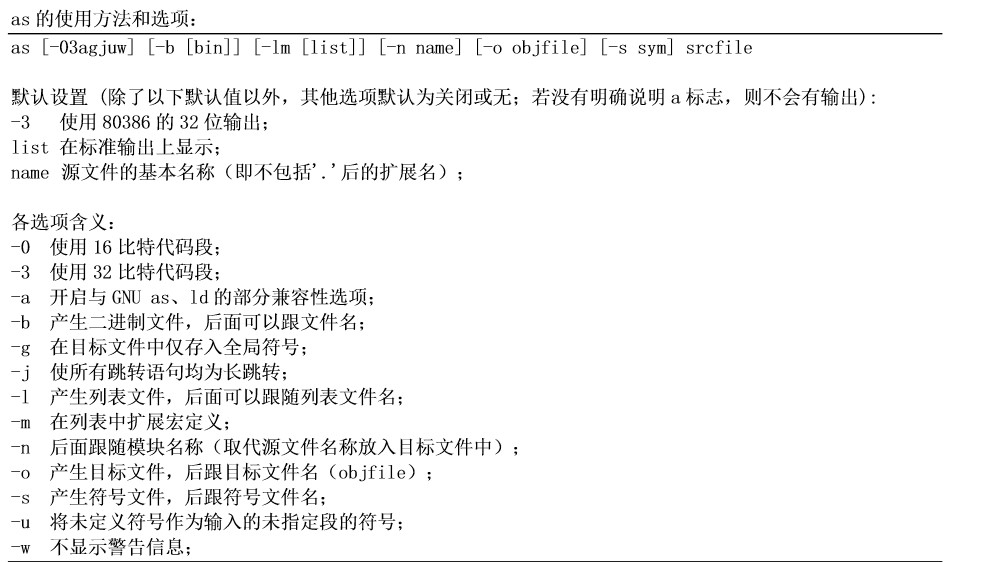 as 的使用方法和选项：
as [-03agjuw] [-b [bin]] [-lm [list]] [-n name] [-o objfile] [-s sym] srcfile
默认设置 (除了以下默认值以外，其他选项默认为关闭或无；若没有明确说明 a 标志，则不会有输出)：
-3 使用 80386 的 32 位输出；
list 在标准输出上显示；
name 源文件的基本名称（即不包括'.'后的扩展名）；
各选项含义：
-0 使用 16 比特代码段；
-3 使用 32 比特代码段；
-a 开启与 GNU as、ld 的部分兼容性选项；
-b 产生二进制文件，后面可以跟文件名；
-g 在目标文件中仅存入全局符号；
-j 使所有跳转语句均为长跳转；
-l 产生列表文件，后面可以跟随列表文件名；
-m 在列表中扩展宏定义；
-n 后面跟随模块名称（取代源文件名称放入目标文件中）；
-o 产生目标文件，后跟目标文件名（objfile）；
-s 产生符号文件，后跟符号文件名；
-u 将未定义符号作为输入的未指定段的符号；
-w 不显示警告信息；